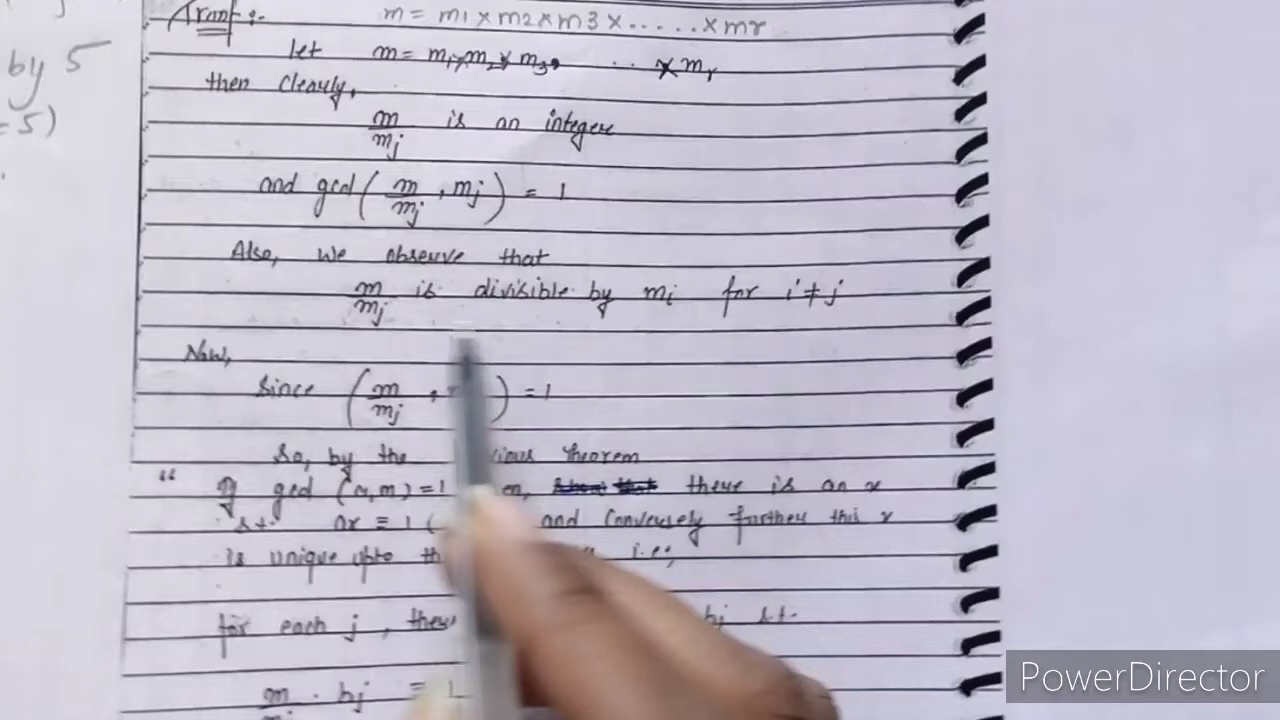 by 5
= 5)
Proof :-
m = m1 x m2 x m3 x ..... x mr
let m = m1 x m2 x m3 . . . x mr
then clearly,
m/mj is an integer
and gcd ( m/mj , mj ) = 1
Also, we observe that
m/mj is divisible by mi for i ≠ j
Now,
Since ( m/mj , ) = 1
So, by the Theorem
" If gcd ( , m) = 1 there is an x
s.t. ax ≡ 1 ( and Conversely further this x
is unique upto i.e.,
for each j , bj s.t.
m . bj ≡ 1
PowerDirector